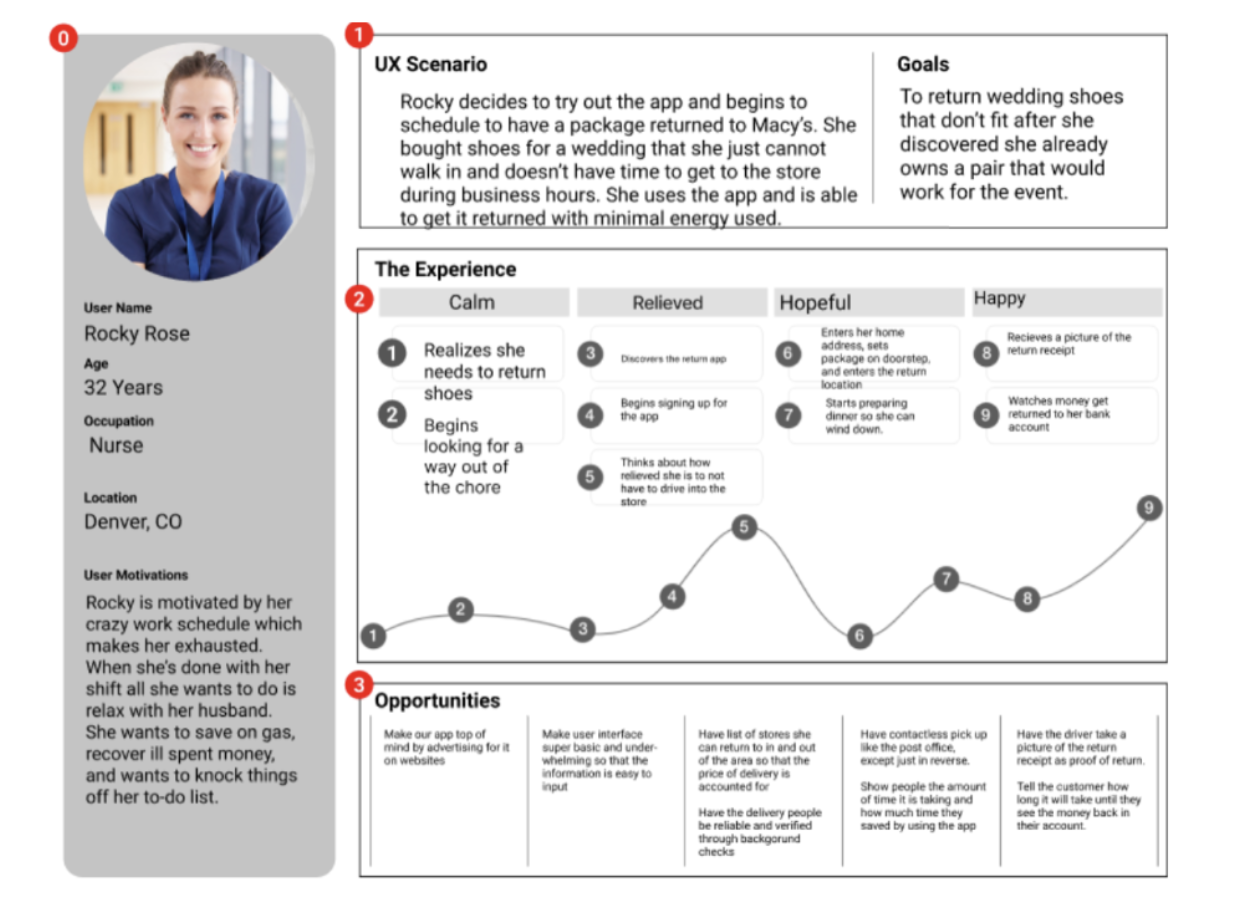 0
User Name
Rocky Rose
Age
32 Years
Occupation
Nurse
Location
Denver, CO
User Motivations
Rocky is motivated by her
crazy work schedule which
makes her exhausted.
When she's done with her
shift all she wants to do is
relax with her husband.
She wants to save on gas,
recover ill spent money,
and wants to knock things
off her to-do list.
1
UX Scenario
Rocky decides to try out the app and begins to
schedule to have a package returned to Macy's. She
bought shoes for a wedding that she just cannot
walk in and doesn't have time to get to the store
during business hours. She uses the app and is able
to get it returned with minimal energy used.
Goals
To return wedding shoes
that don't fit after she
discovered she already
owns a pair that would
work for the event.
2
The Experience
Calm
1
Realizes she
needs to return
shoes
2
Begins
looking for a
way out of
the chore
Relieved
3
Discovers the return app
4
Begins signing up for
the app
5
Thinks about how
relieved she is to not
have to drive into the
store
Hopeful
6
Enters her home
address, sets
package on doorstep,
and enters the return
location
7
Starts preparing
dinner so she can
wind down.
Happy
8
Recieves a picture of the
return receipt
9
Watches money get
returned to her bank
account
1
2
3
4
5
6
7
8
9
3
Opportunities
Make our app top of
mind by advertising for it
on websites
Make user interface
super basic and under-
whelming so that the
information is easy to
input
Have list of stores she
can return to in and out
of the area so that the
price of delivery is
accounted for
Have the delivery people
be reliable and verified
through backgorund
checks
Have contactless pick up
like the post office,
except just in reverse.
Show people the amount
of time it is taking and
how much time they
saved by using the app
Have the driver take a
picture of the return
receipt as proof of return.
Tell the customer how
long it will take until they
see the money back in
their account.